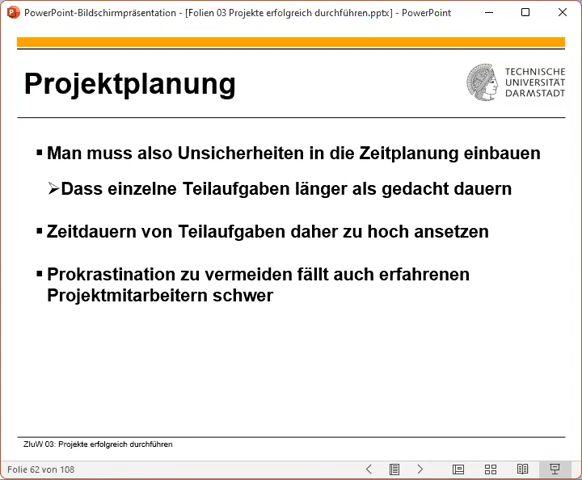 PowerPoint-Bildschirmpräsentation - [Folien 03 Projekte erfolgreich durchführen.pptx] - PowerPoint
Projektplanung
TECHNISCHE
UNIVERSITÄT
DARMSTADT
▪ Man muss also Unsicherheiten in die Zeitplanung einbauen
➢Dass einzelne Teilaufgaben länger als gedacht dauern
▪ Zeitdauern von Teilaufgaben daher zu hoch ansetzen
▪ Prokrastination zu vermeiden fällt auch erfahrenen
Projektmitarbeitern schwer
ZIuW 03: Projekte erfolgreich durchführen
Folie 62 von 108